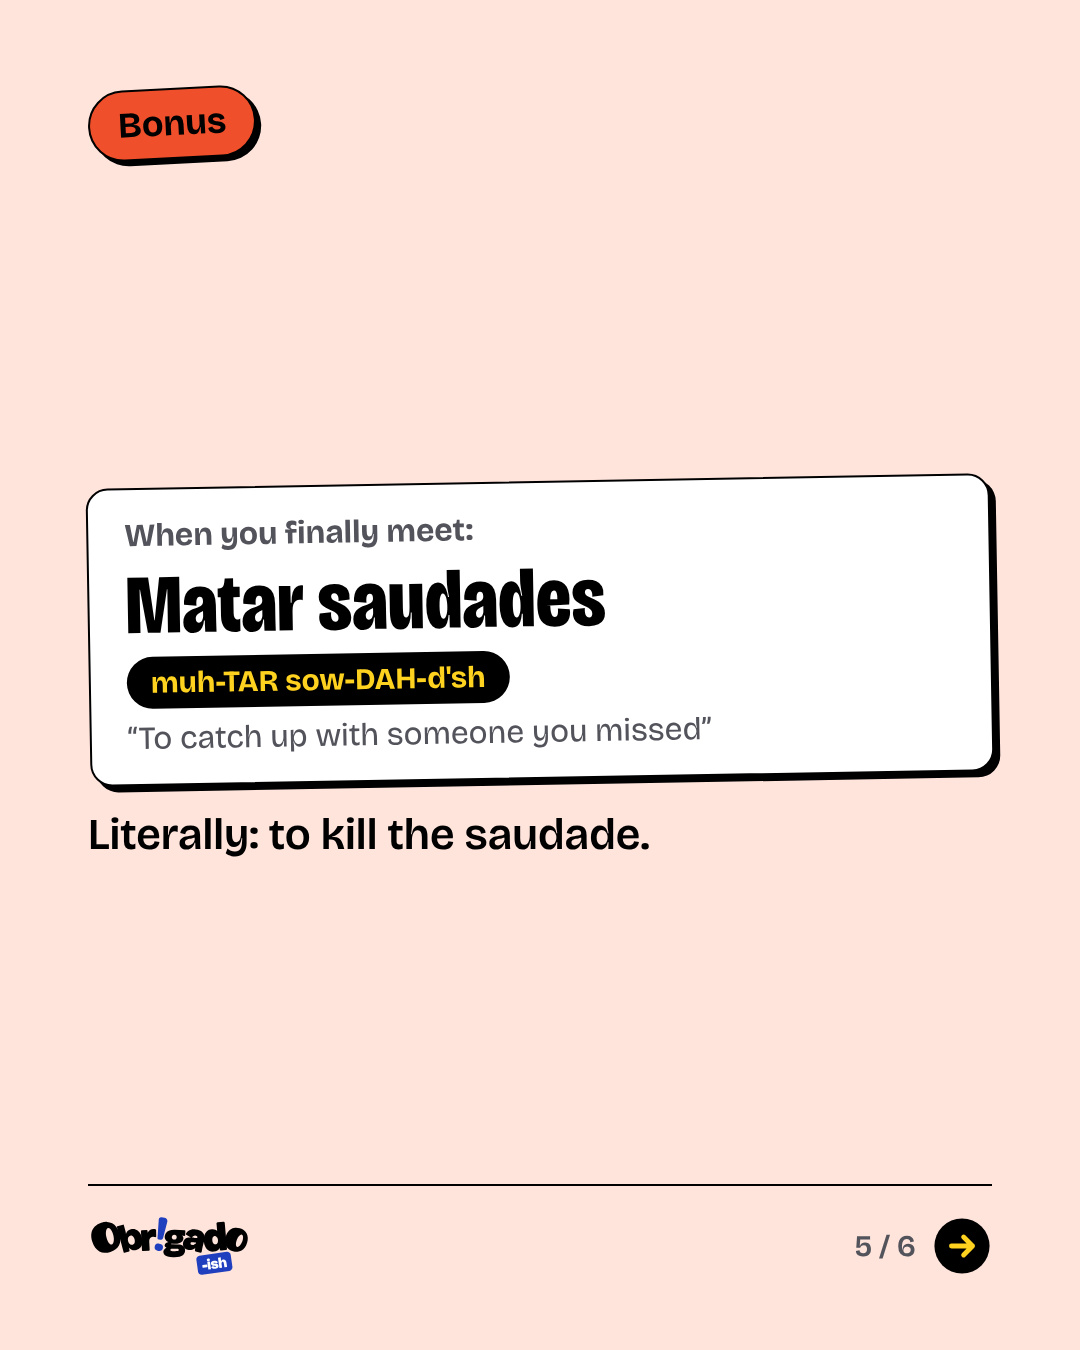 Bonus
When you finally meet:
Matar saudades
muh-TAR sow-DAH-d'sh
“To catch up with someone you missed”
Literally: to kill the saudade.
Obr!gado
-ish
5 / 6